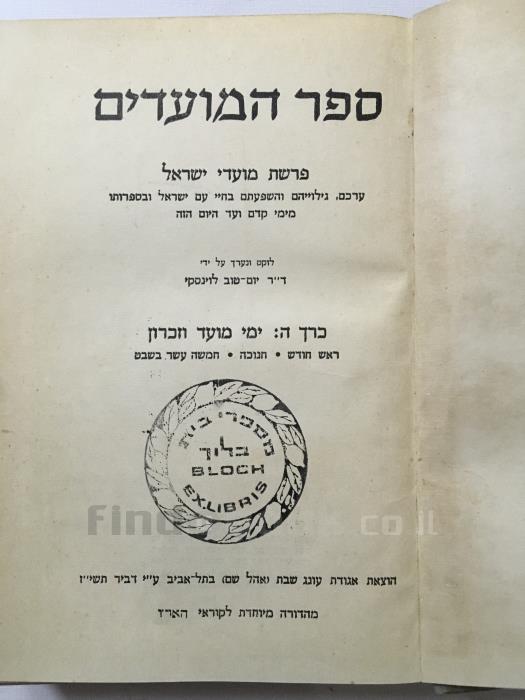 ספר המועדים
פרשת מועדי ישראל
ערכם, גילוייהם והשפעתם בחיי עם ישראל ובספרותו
מימי קדם ועד היום הזה
לוקט ונערך על ידי
ד״ר יום-טוב לוינסקי
כרך ה: ימי מועד וזכרון
ראש חודש • חנוכה • חמשה עשר בשבט
מספרי בית
בלוך
BLOCH
EX.LIBRIS
הוצאת אגודת עונג שבת (אהל שם) בתל-אביב ע״י דביר תשי״ז
מהדורה מיוחדת לקוראי הארץ